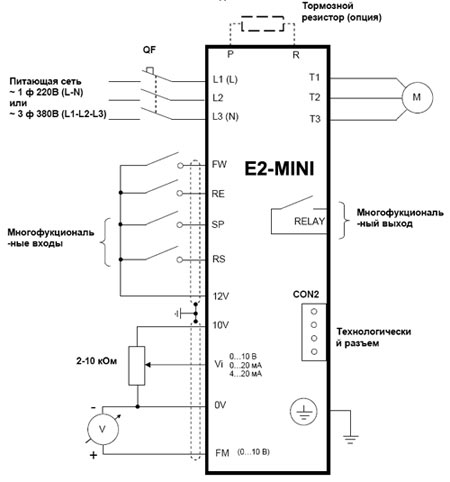 Тормозной
резистор (опция)
P
R
QF
Питающая сеть
~ 1 ф 220В (L-N)
или
~ 3 ф 380В (L1-L2-L3)
L1 (L)
L2
L3 (N)
T1
T2
T3
M
E2-MINI
FW
RE
SP
RS
Многофукциональ
-ные входы
12V
RELAY
Многофукциональ
-ный выход
CON2
Технологически
й разъем
10V
2-10 кОм
Vi
0...10 В
0...20 мА
4...20 мА
0V
-
V
+
FM
(0...10 В)